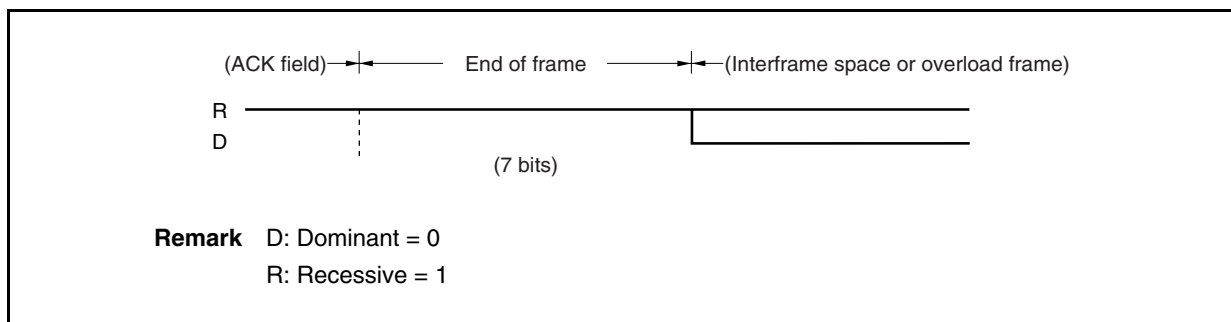 (ACK field) End of frame (Interframe space or overload frame)
R
D
(7 bits)
Remark D: Dominant = 0
R: Recessive = 1